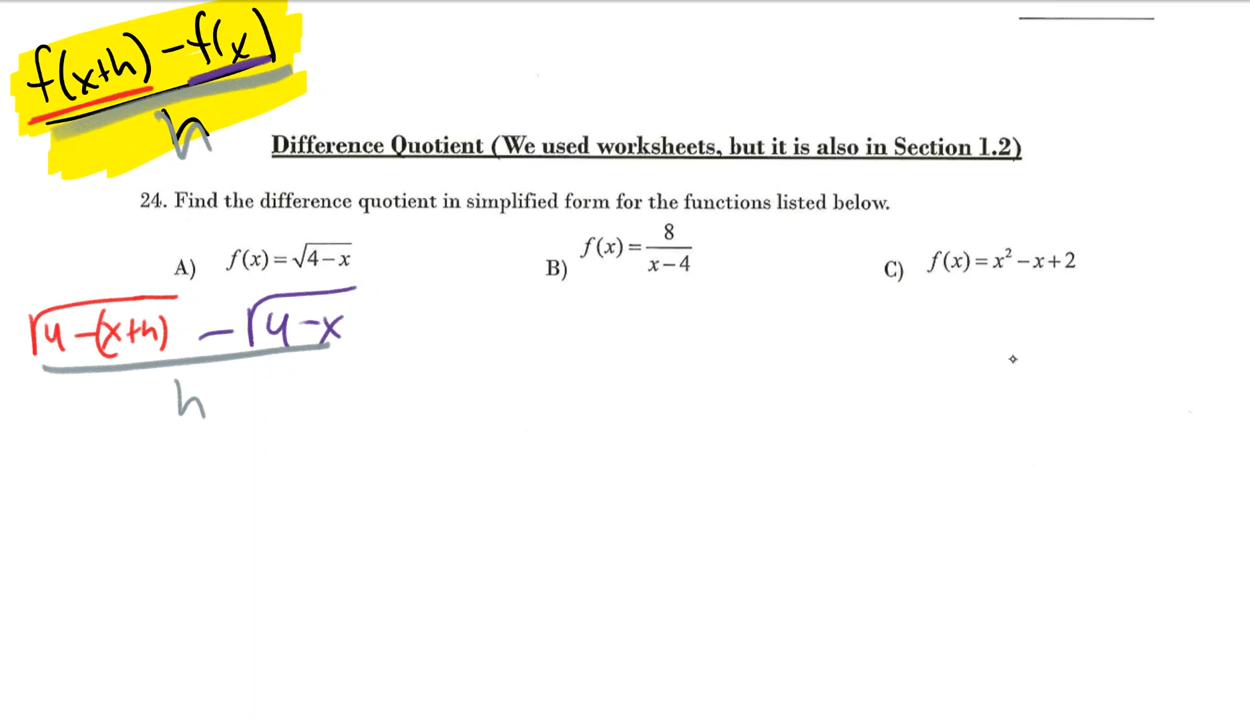 f(x+h) - f(x)
h
Difference Quotient (We used worksheets, but it is also in Section 1.2)
24. Find the difference quotient in simplified form for the functions listed below.
A) f(x) = √4-x
B) f(x) = 8/(x-4)
C) f(x) = x² - x + 2
√4-(x+h) - √4-x
h